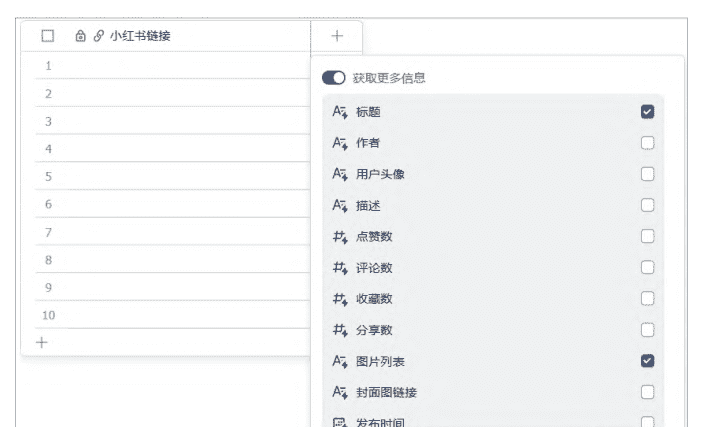 小红书链接
获取更多信息
1
标题
2
作者
3
用户头像
4
描述
5
点赞数
6
评论数
7
收藏数
8
分享数
9
图片列表
10
封面图链接
发布时间